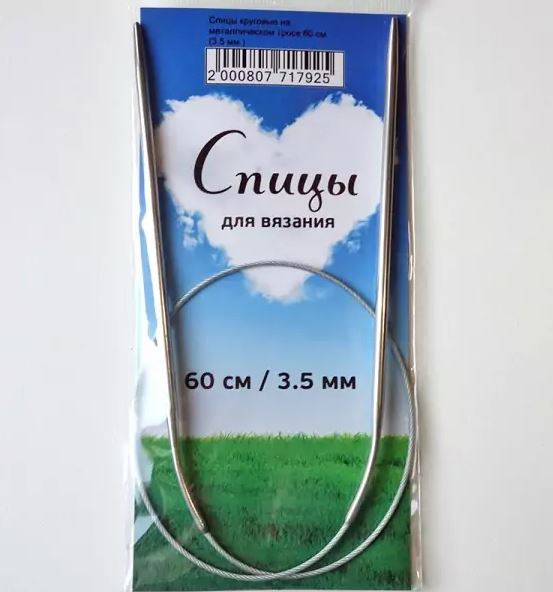 Спицы круговые на
металлическом тросе 60 см
(3.5 мм )
2 000807 717925
Спицы
для вязания
60 см / 3.5 мм